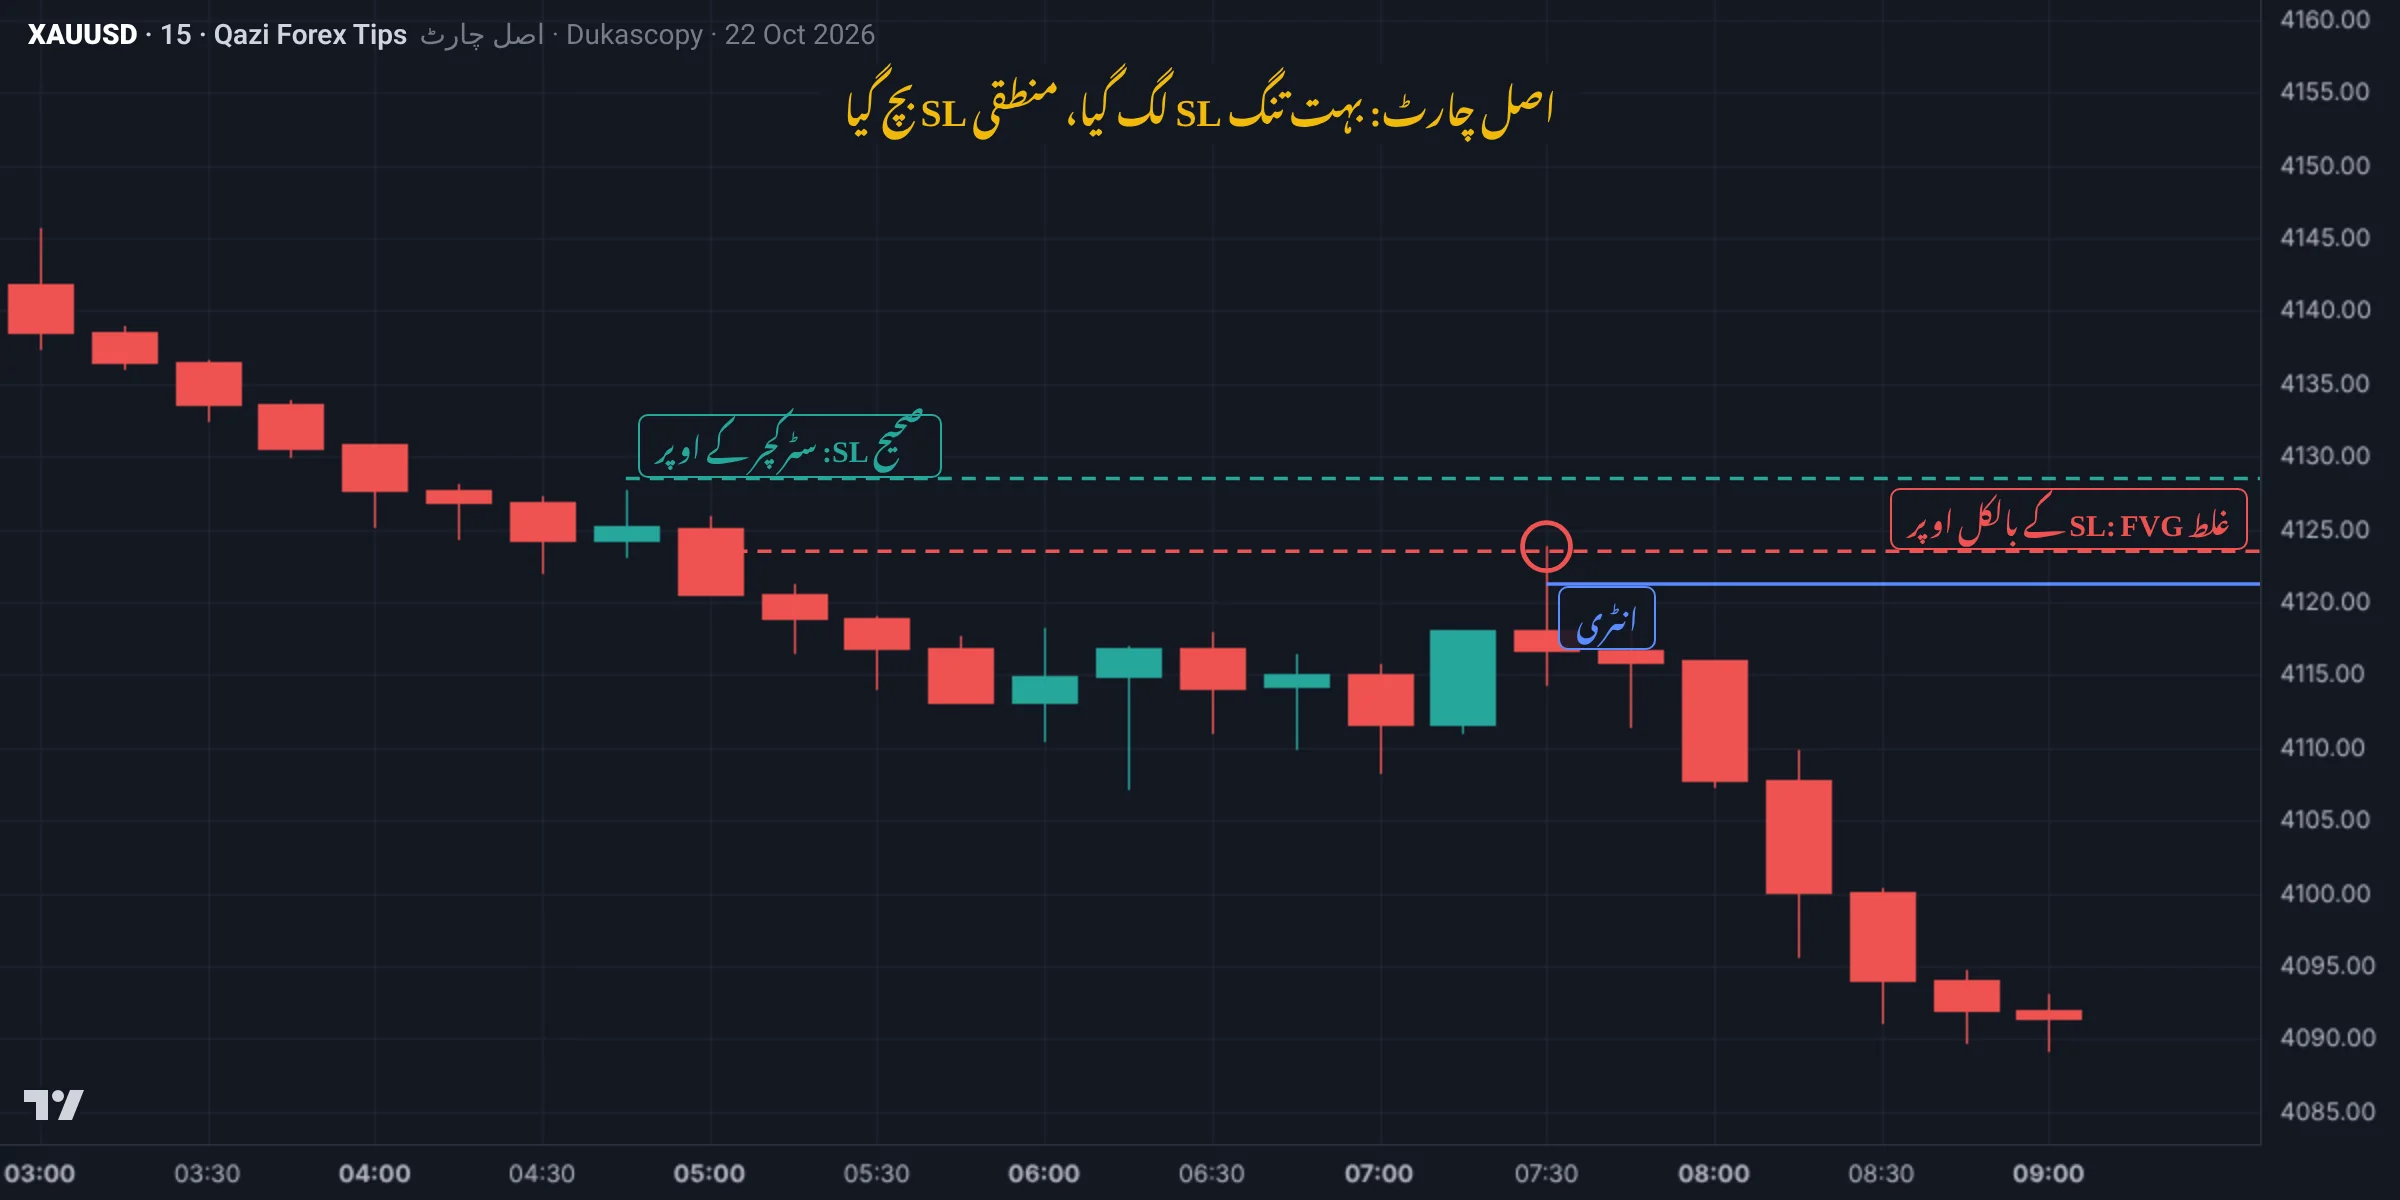 XAUUSD · 15 · Qazi Forex Tips اصل چارٹ · Dukascopy · 22 Oct 2026
اصل چارٹ: بہت تنگ SL لگ گیا، منطقی SL بچ گیا
صحیح SL: سٹرکچر کے اوپر
غلط SL: FVG کے بالکل اوپر
انٹری
4160.00
4155.00
4150.00
4145.00
4140.00
4135.00
4130.00
4125.00
4120.00
4115.00
4110.00
4105.00
4100.00
4095.00
4090.00
4085.00
03:00 03:30 04:00 04:30 05:00 05:30 06:00 06:30 07:00 07:30 08:00 08:30 09:00